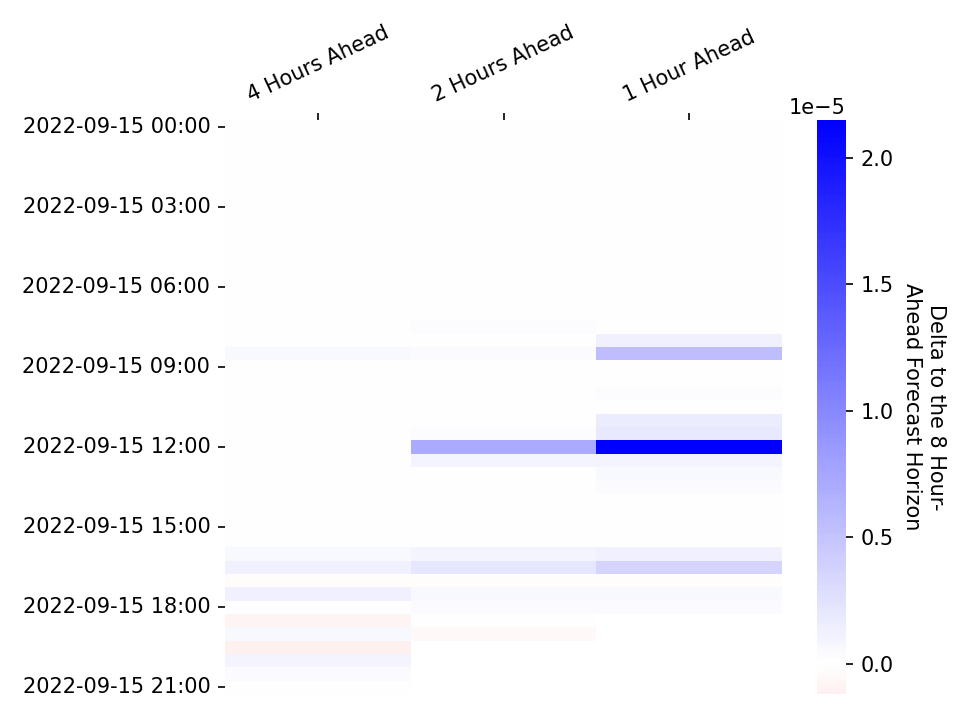 4 Hours Ahead
2 Hours Ahead
1 Hour Ahead
1e−5
2022-09-15 00:00
2022-09-15 03:00
2022-09-15 06:00
2022-09-15 09:00
2022-09-15 12:00
2022-09-15 15:00
2022-09-15 18:00
2022-09-15 21:00
2.0
1.5
1.0
0.5
0.0
Delta to the 8 Hour-
Ahead Forecast Horizon